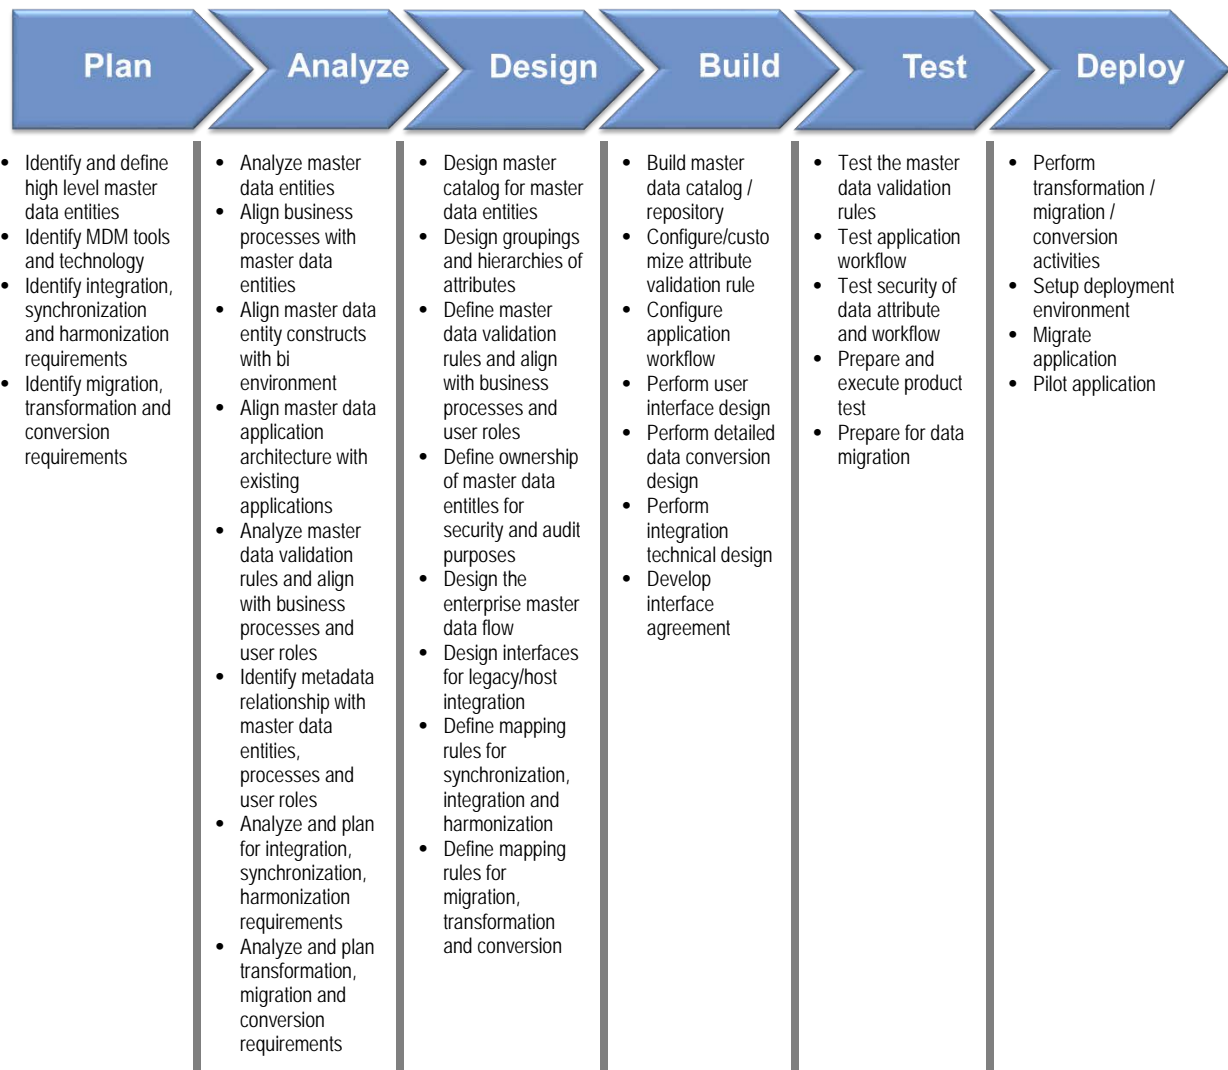 Plan
Analyze
Design
Build
Test
Deploy
• Identify and define
high level master
data entities
• Identify MDM tools
and technology
• Identify integration,
synchronization
and harmonization
requirements
• Identify migration,
transformation and
conversion
requirements
• Analyze master
data entities
• Align business
processes with
master data
entities
• Align master data
entity constructs
with bi
environment
• Align master data
application
architecture with
existing
applications
• Analyze master
data validation
rules and align
with business
processes and
user roles
• Identify metadata
relationship with
master data
entities,
processes and
user roles
• Analyze and plan
for integration,
synchronization,
harmonization
requirements
• Analyze and plan
transformation,
migration and
conversion
requirements
• Design master
catalog for master
data entities
• Design groupings
and hierarchies of
attributes
• Define master
data validation
rules and align
with business
processes and
user roles
• Define ownership
of master data
entitles for
security and audit
purposes
• Design the
enterprise master
data flow
• Design interfaces
for legacy/host
integration
• Define mapping
rules for
synchronization,
integration and
harmonization
• Define mapping
rules for
migration,
transformation
and conversion
• Build master
data catalog /
repository
• Configure/custo
mize attribute
validation rule
• Configure
application
workflow
• Perform user
interface design
• Perform detailed
data conversion
design
• Perform
integration
technical design
• Develop
interface
agreement
• Test the master
data validation
rules
• Test application
workflow
• Test security of
data attribute
and workflow
• Prepare and
execute product
test
• Prepare for data
migration
• Perform
transformation /
migration /
conversion
activities
• Setup deployment
environment
• Migrate
application
• Pilot application